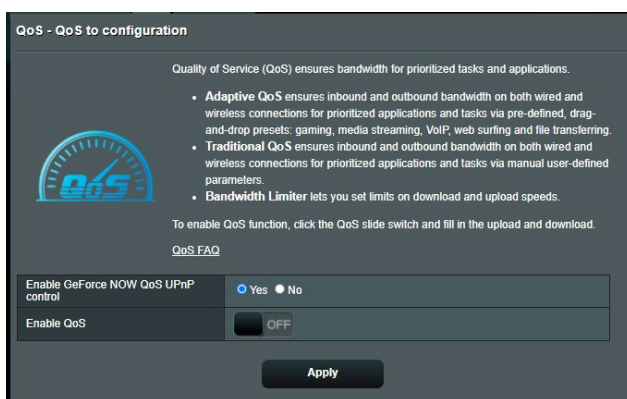 QoS - QoS to configuration
Quality of Service (QoS) ensures bandwidth for prioritized tasks and applications.
• Adaptive QoS ensures inbound and outbound bandwidth on both wired and
wireless connections for prioritized applications and tasks via pre-defined, drag-
and-drop presets: gaming, media streaming, VoIP, web surfing and file transferring.
• Traditional QoS ensures inbound and outbound bandwidth on both wired and
wireless connections for prioritized applications and tasks via manual user-defined
parameters.
• Bandwidth Limiter lets you set limits on download and upload speeds.
QoS
To enable QoS function, click the QoS slide switch and fill in the upload and download.
QoS FAQ
Enable GeForce NOW QoS UPnP
control
Yes No
Enable QoS
OFF
Apply